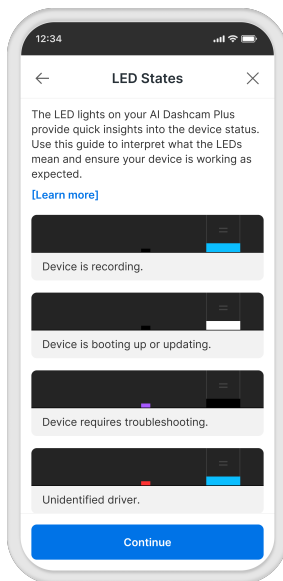 12:34
LED States
The LED lights on your AI Dashcam Plus
provide quick insights into the device status.
Use this guide to interpret what the LEDs
mean and ensure your device is working as
expected.
[Learn more]
Device is recording.
Device is booting up or updating.
Device requires troubleshooting.
Unidentified driver.
Continue